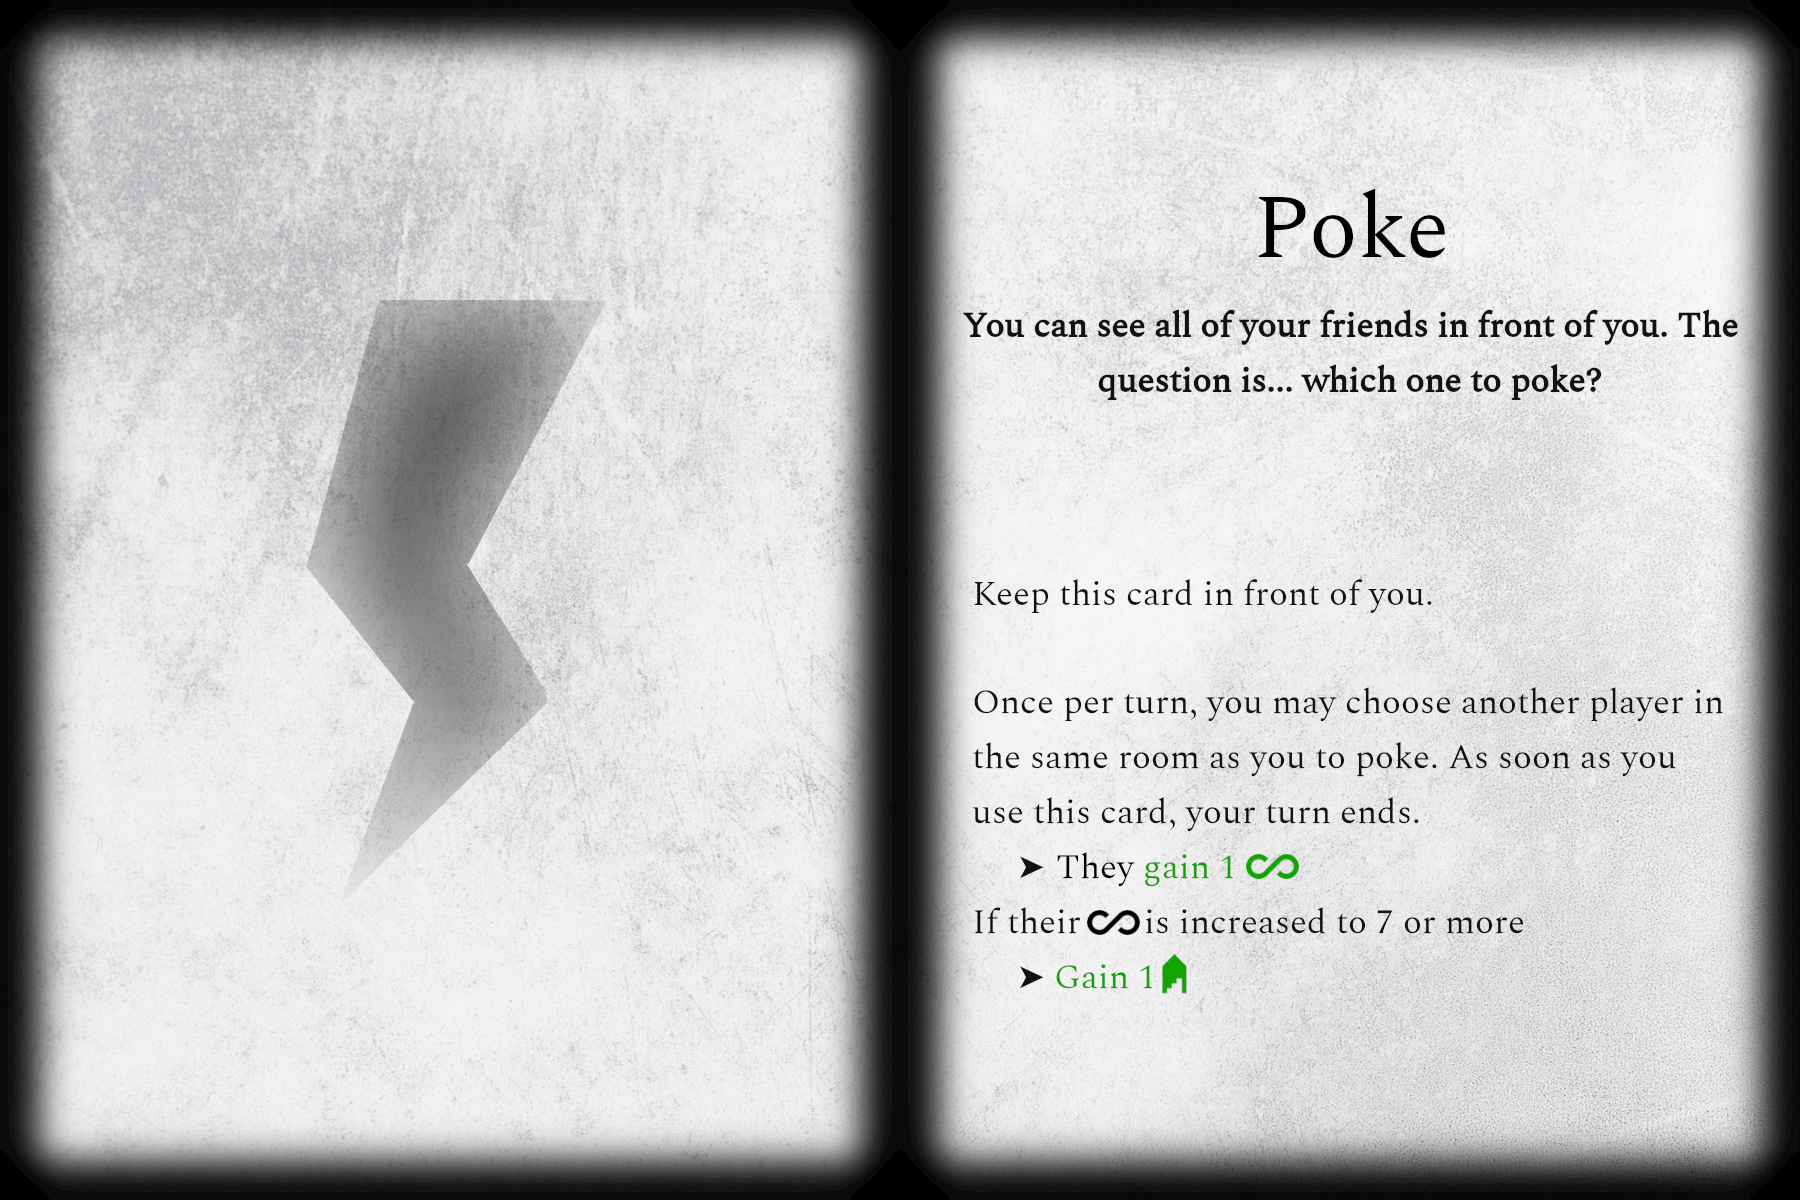 Poke
You can see all of your friends in front of you. The
question is... which one to poke?
Keep this card in front of you.
Once per turn, you may choose another player in
the same room as you to poke. As soon as you
use this card, your turn ends.
➤ They gain 1
If their is increased to 7 or more
➤ Gain 1